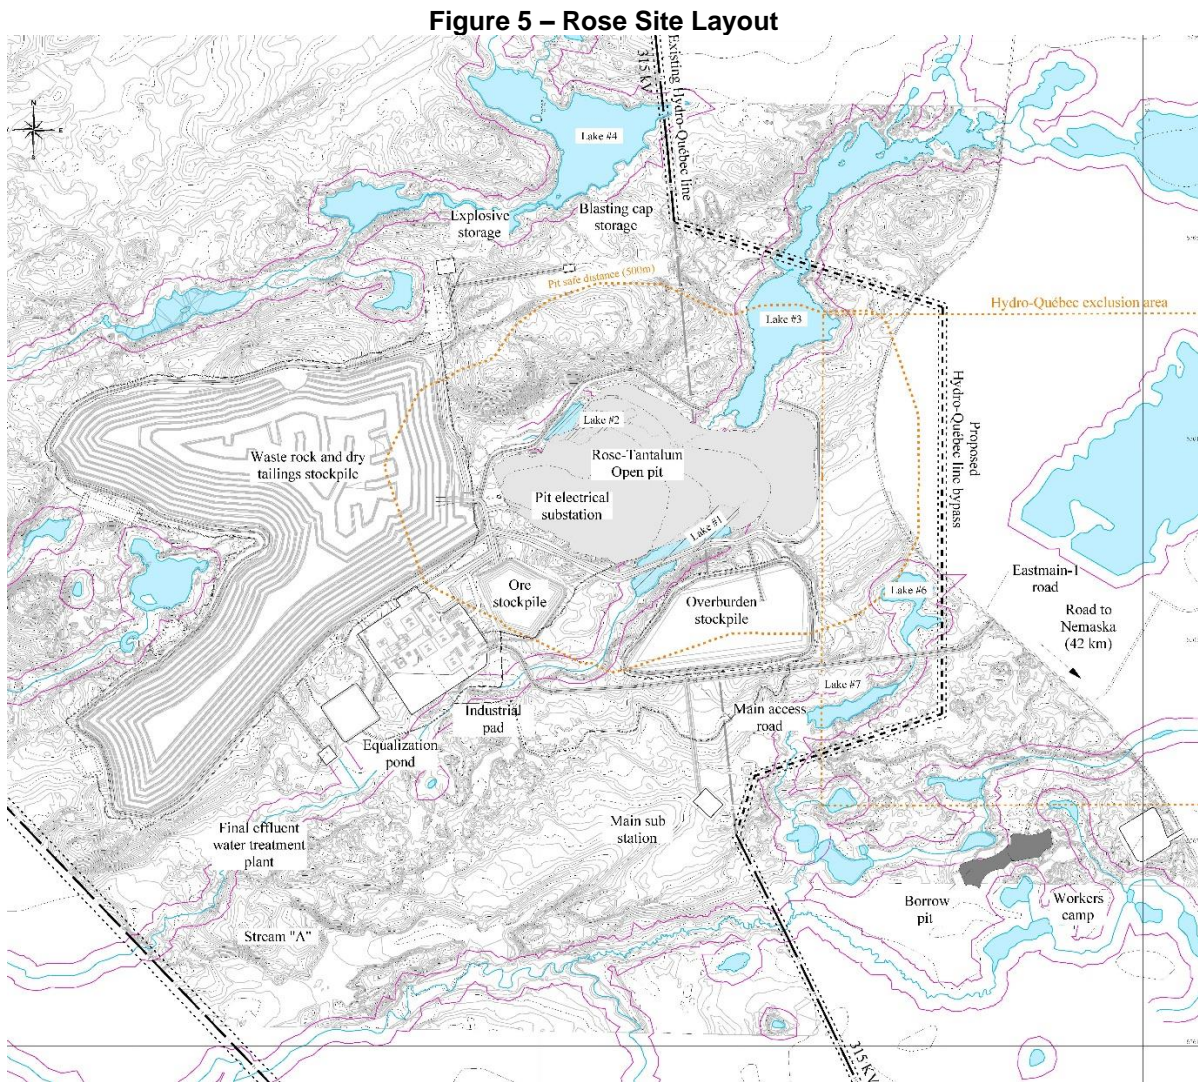 Figure 5 – Rose Site Layout
Existing Hydro-Québec line
315 KV
N
E
S
Lake #4
Explosive
storage
Blasting cap
storage
Pit safe distance (500m)
Lake #3
Hydro-Québec exclusion area
Proposed
Hydro-Québec line bypass
Lake #2
Waste rock and dry
tailings stockpile
Rose-Tantalum
Open pit
Pit electrical
substation
Lake #1
Ore
stockpile
Overburden
stockpile
Lake #6
Eastmain-1
road
Road to
Nemaska
(42 km)
Lake #7
Main access
road
Industrial
pad
Equalization
pond
Main sub
station
Final effluent
water treatment
plant
Borrow
pit
Workers
camp
Stream "A"
315 KV